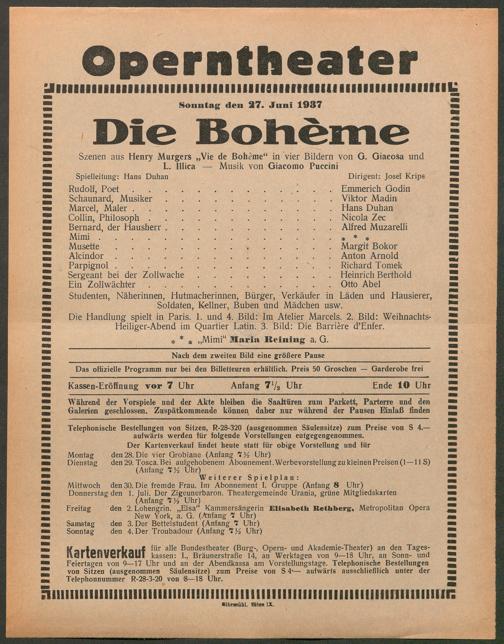 Operntheater
Sonntag den 27. Juni 1937
Die Bohème
Szenen aus Henry Murgers „Vie de Bohème“ in vier Bildern von G. Giacosa und
L. Illica — Musik von Giacomo Puccini
Spielleitung: Hans Duhan Dirigent: Josef Krips
Rudolf, Poet . . . . . . . . . . Emmerich Godin
Schaunard, Musiker . . . . . . . . . . Viktor Madin
Marcel, Maler . . . . . . . . . . Hans Duhan
Collin, Philosoph . . . . . . . . . . Nicola Zec
Bernard, der Hausherr . . . . . . . . . . Alfred Muzarelli
Mimi . . . . . . . . . . * * *
Musette . . . . . . . . . . Margit Bokor
Alcindor . . . . . . . . . . Anton Arnold
Parpignol . . . . . . . . . . Richard Tomek
Sergeant bei der Zollwache . . . . . . . . Heinrich Berthold
Ein Zollwächter . . . . . . . . . . Otto Abel
Studenten, Näherinnen, Hutmacherinnen, Bürger, Verkäufer in Läden und Hausierer,
Soldaten, Kellner, Buben und Mädchen usw.
Die Handlung spielt in Paris. 1. und 4. Bild: Im Atelier Marcels. 2. Bild: Weihnachts-
Heiliger-Abend im Quartier Latin. 3. Bild: Die Barrière d'Enfer.
* * * „Mimi“ Maria Reining a. G.
Nach dem zweiten Bild eine größere Pause
Das offizielle Programm nur bei den Billetteuren erhältlich. Preis 50 Groschen — Garderobe frei
Kassen-Eröffnung vor 7 Uhr Anfang 7½ Uhr Ende 10 Uhr
Während der Vorspiele und der Akte bleiben die Saaltüren zum Parkett, Parterre und den
Galerien geschlossen. Zuspätkommende können daher nur während der Pausen Einlaß finden
Telephonische Bestellungen von Sitzen, R-28-320 (ausgenommen Säulensitze) zum Preise von S 4.—
aufwärts werden für folgende Vorstellungen entgegengenommen.
Der Kartenverkauf findet heute statt für obige Vorstellung und für
Montag den 28. Die vier Grobiane (Anfang 7½ Uhr)
Dienstag den 29. Tosca. Bei aufgehobenem Abonnement. Werbevorstellung zu kleinen Preisen (1—11 S)
(Anfang 7½ Uhr)
Weiterer Spielplan:
Mittwoch den 30. Die fremde Frau. Im Abonnement 1. Gruppe (Anfang 8 Uhr)
Donnerstag den 1. Juli. Der Zigeunerbaron. Theatergemeinde Urania, grüne Mitgliedskarten
(Anfang 7½ Uhr)
Freitag den 2. Lohengrin. „Elsa“ Kammersängerin Elisabeth Rethberg, Metropolitan Opera
New York, a. G. (Anfang 7 Uhr)
Samstag den 3. Der Bettelstudent (Anfang 7 Uhr)
Sonntag den 4. Der Troubadour (Anfang 7½ Uhr)
Kartenverkauf für alle Bundestheater (Burg-, Opern- und Akademie-Theater) an den Tages-
kassen: I., Bräunerstraße 14, an Werktagen von 9—18 Uhr, an Sonn- und
Feiertagen von 9—17 Uhr und an der Abendkassa am Vorstellungstage. Telephonische Bestellungen
von Sitzen (ausgenommen Säulensitze) zum Preise von S 4.— aufwärts ausschließlich unter der
Telephonnummer R-28-3-20 von 8—18 Uhr.